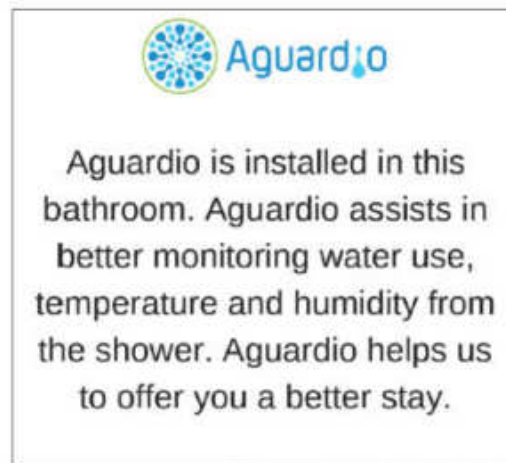 Aguardio
Aguardio is installed in this
bathroom. Aguardio assists in
better monitoring water use,
temperature and humidity from
the shower. Aguardio helps us
to offer you a better stay.